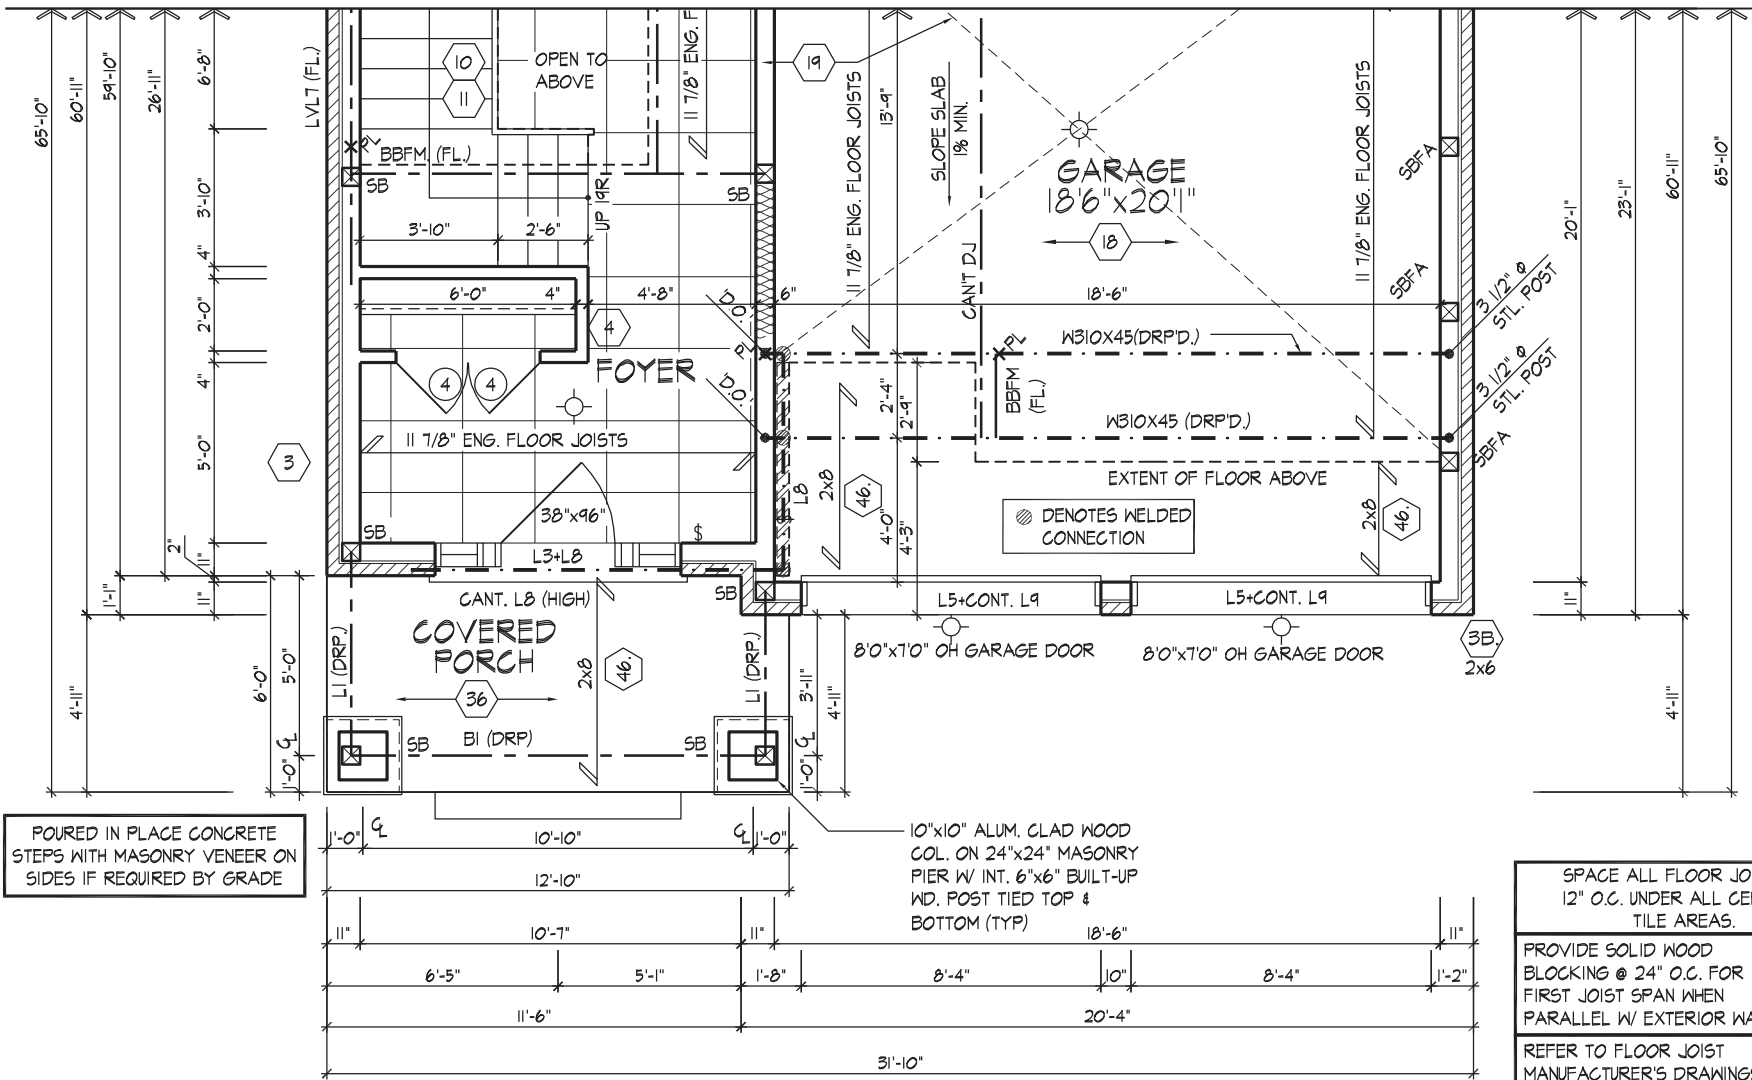 65'-10"
60'-11"
59'-10"
26'-11"
6'-8"
3'-10"
4"
2'-0"
4"
5'-0"
2"
11"
1'-1"
11"
6'-0"
5'-0"
4'-11"
1'-0"
LVL7 (FL.)
10
11
OPEN TO
ABOVE
11 7/8" ENG. F
PL
BBFM. (FL.)
SB
SB
UP 19R
3'-10"
2'-6"
6'-0"
4"
4'-8"
6"
18'-6"
4
FOYER
4
4
11 7/8" ENG. FLOOR JOISTS
3
38"x96"
SB
$
L3+L8
CANT. L8 (HIGH)
SB
COVERED
PORCH
36
2x8
46.
L1 (DRP.)
L1 (DRP.)
SB
B1 (DRP)
SB
3'-11"
4'-11"
1'-0"
19
11 7/8" ENG. FLOOR JOISTS
13'-9"
SLOPE SLAB
1% MIN.
GARAGE
18'6"x20'1"
18
11 7/8" ENG. FLOOR JOISTS
CAN'T DJ
SBFA
SBFA
SBFA
'D.O.'
PL
'D.O.'
W310X45(DRP'D.)
PL
BBFM
(FL.)
W310X45 (DRP'D.)
3 1/2" Ø
STL. POST
3 1/2" Ø
STL. POST
2'-4"
2'-9"
4'-0"
4'-3"
L8
2x8
46.
EXTENT OF FLOOR ABOVE
DENOTES WELDED
CONNECTION
2x8
46.
L5+CONT. L9
L5+CONT. L9
8'0"x7'0" OH GARAGE DOOR
8'0"x7'0" OH GARAGE DOOR
3B.
2x6
20'-1"
23'-1"
60'-11"
65'-10"
11"
4'-11"
POURED IN PLACE CONCRETE
STEPS WITH MASONRY VENEER ON
SIDES IF REQUIRED BY GRADE
1'-0"
10'-10"
1'-0"
12'-10"
10"x10" ALUM. CLAD WOOD
COL. ON 24"x24" MASONRY
PIER W/ INT. 6"x6" BUILT-UP
WD. POST TIED TOP &
BOTTOM (TYP)
11"
10'-7"
11"
18'-6"
11"
6'-5"
5'-1"
1'-8"
8'-4"
10"
8'-4"
1'-2"
11'-6"
20'-4"
31'-10"
SPACE ALL FLOOR JO
12" O.C. UNDER ALL CE
TILE AREAS.
PROVIDE SOLID WOOD
BLOCKING @ 24" O.C. FOR
FIRST JOIST SPAN WHEN
PARALLEL W/ EXTERIOR WA
REFER TO FLOOR JOIST
MANUFACTURER'S DRAWINGS